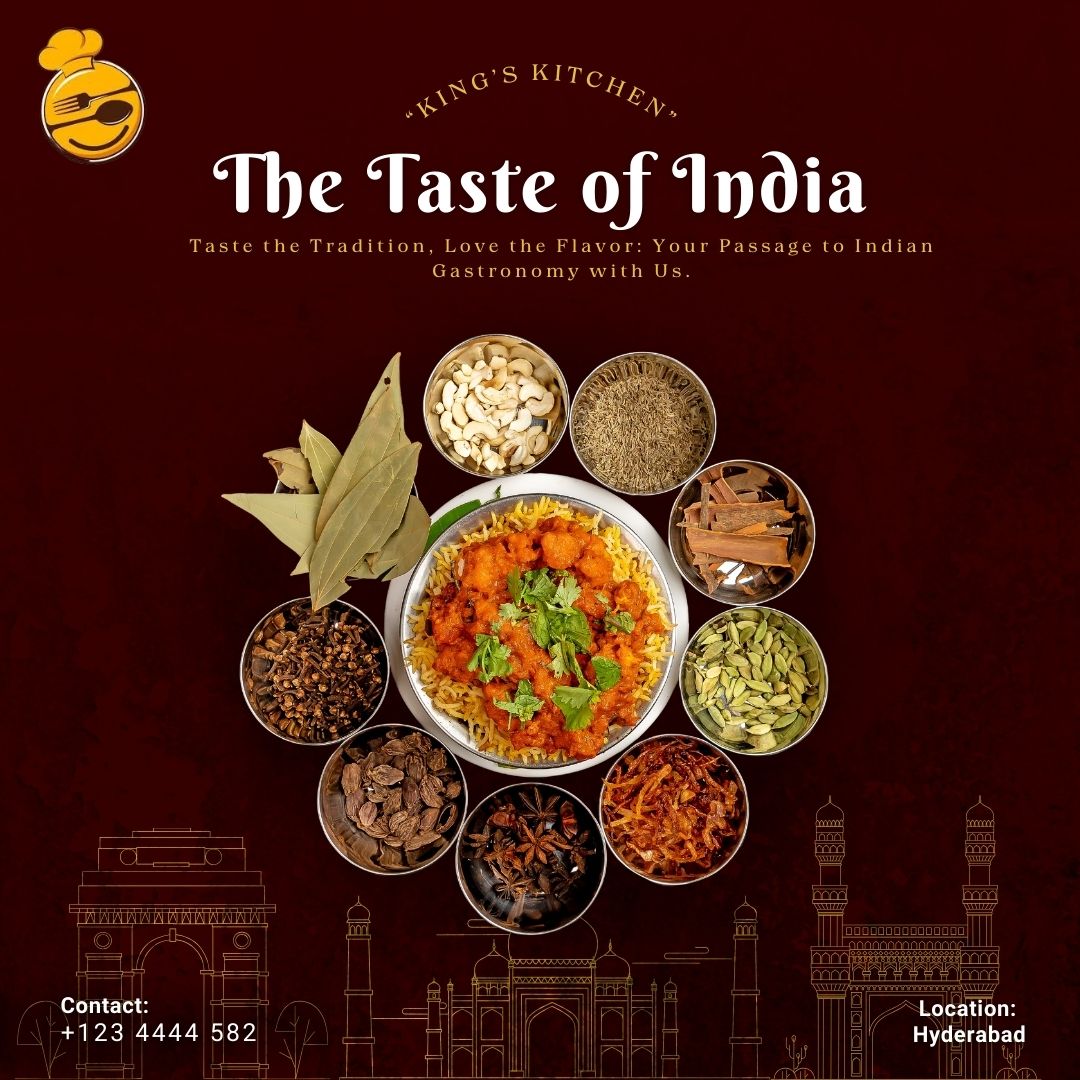 “KING’S KITCHEN”
The Taste of India
Taste the Tradition, Love the Flavor: Your Passage to Indian
Gastronomy with Us.
Contact:
+123 4444 582
Location:
Hyderabad